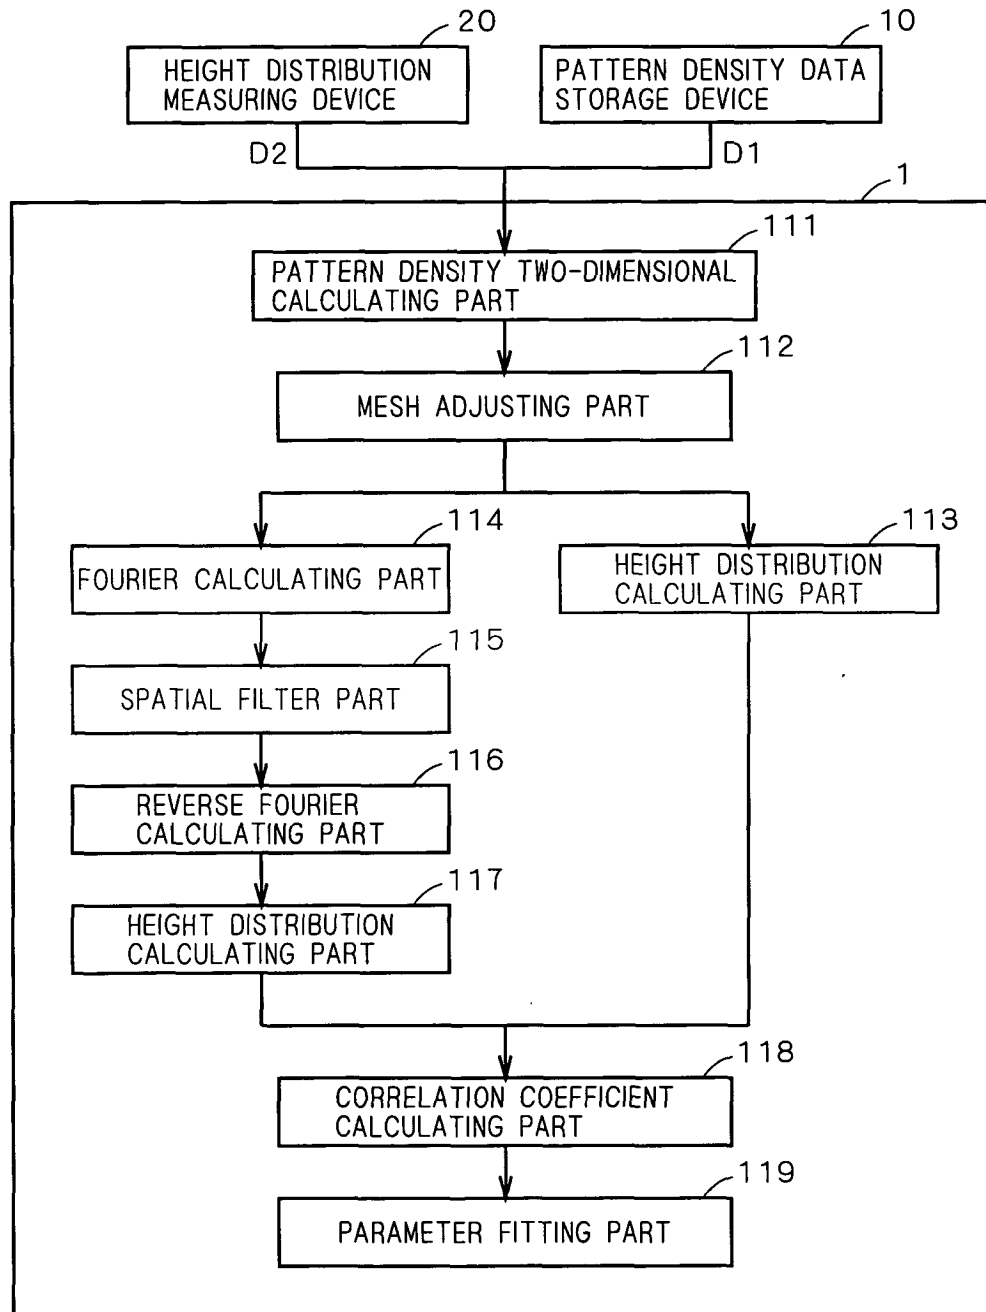 20
HEIGHT DISTRIBUTION
MEASURING DEVICE
10
PATTERN DENSITY DATA
STORAGE DEVICE
D2
D1
1
111
PATTERN DENSITY TWO-DIMENSIONAL
CALCULATING PART
112
MESH ADJUSTING PART
114
FOURIER CALCULATING PART
113
HEIGHT DISTRIBUTION
CALCULATING PART
115
SPATIAL FILTER PART
116
REVERSE FOURIER
CALCULATING PART
117
HEIGHT DISTRIBUTION
CALCULATING PART
118
CORRELATION COEFFICIENT
CALCULATING PART
119
PARAMETER FITTING PART